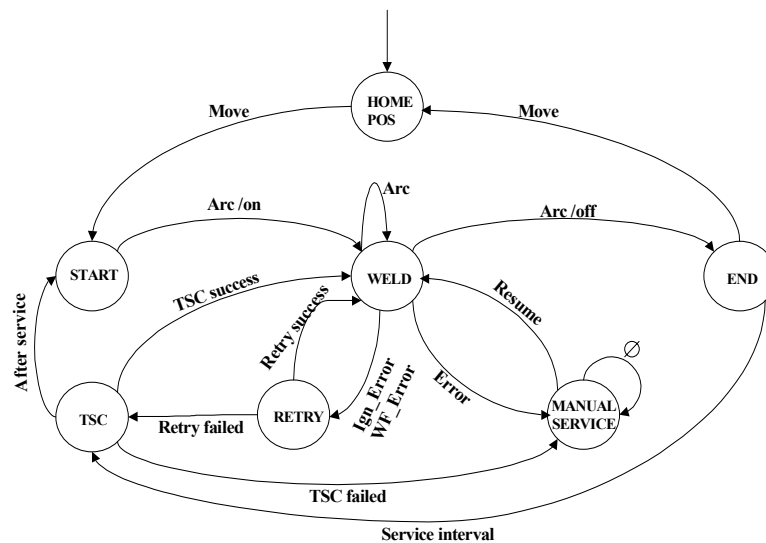 HOME
POS
Move
Move
Arc
Arc /on
Arc /off
START
WELD
END
TSC success
Retry success
Resume
After service
Ign_Error
WF_Error
Error
∅
TSC
Retry failed
RETRY
MANUAL
SERVICE
TSC failed
Service interval